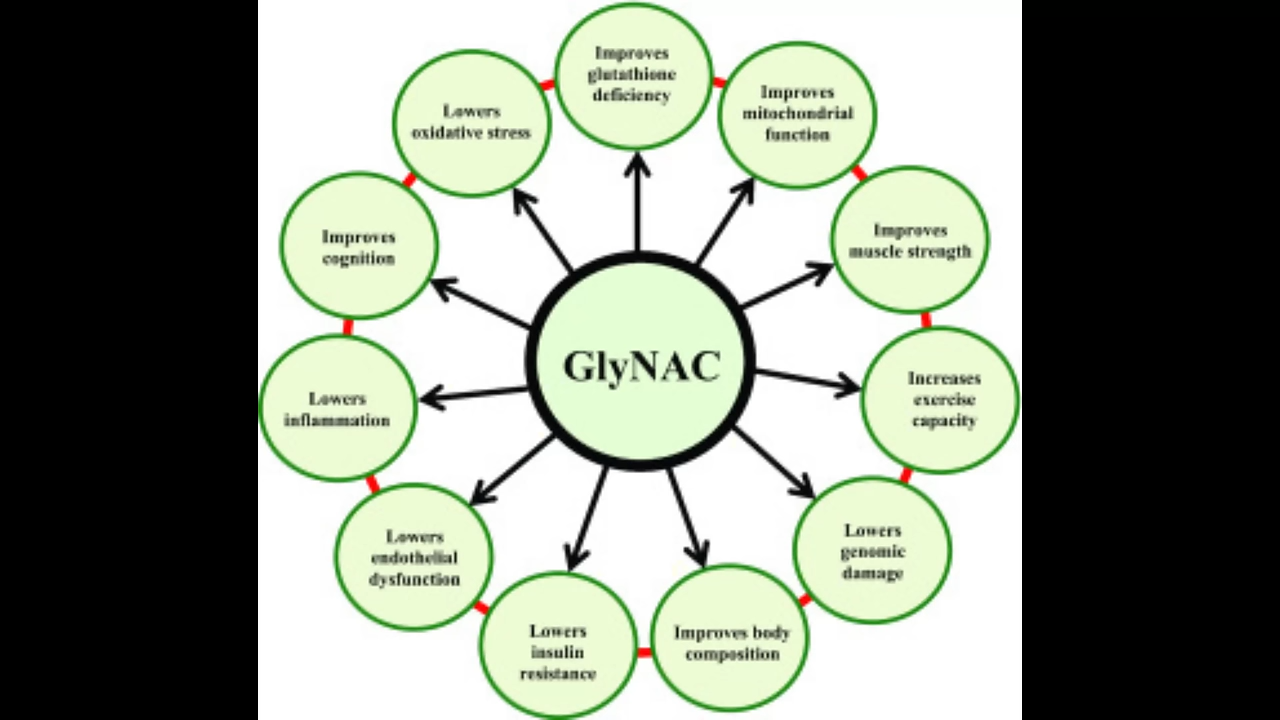 Improves
glutathione
deficiency
Improves
mitochondrial
function
Improves
muscle strength
Increases
exercise
capacity
Lowers
genomic
damage
Improves body
composition
Lowers
insulin
resistance
Lowers
endothelial
dysfunction
Lowers
inflammation
Improves
cognition
Lowers
oxidative stress
GlyNAC